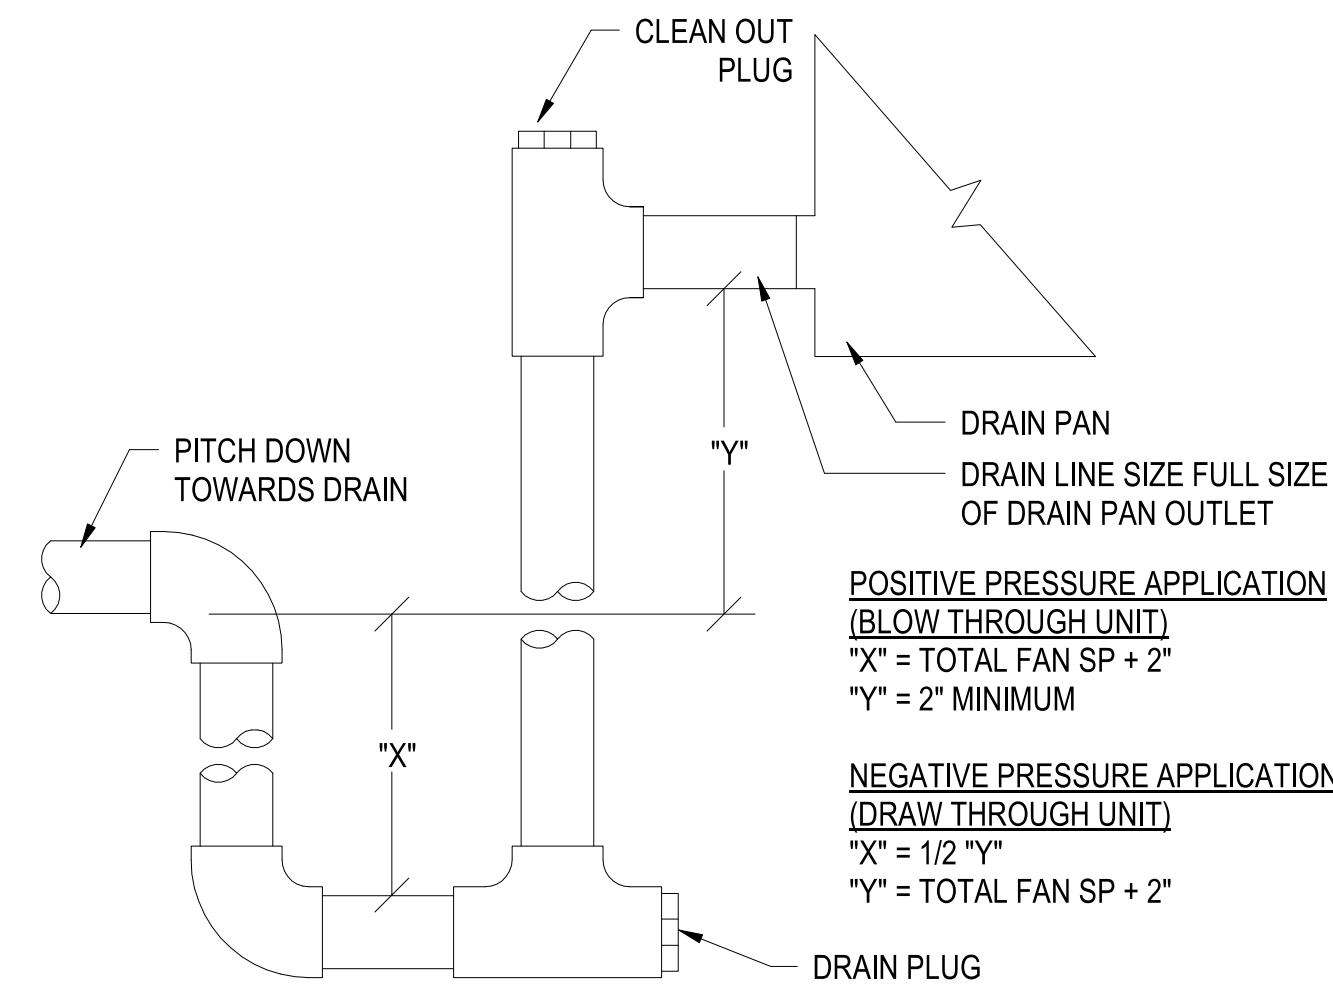 CLEAN OUT
PLUG
DRAIN PAN
PITCH DOWN
TOWARDS DRAIN
"Y"
DRAIN LINE SIZE FULL SIZE
OF DRAIN PAN OUTLET
POSITIVE PRESSURE APPLICATION
(BLOW THROUGH UNIT)
"X" = TOTAL FAN SP + 2"
"Y" = 2" MINIMUM
"X"
NEGATIVE PRESSURE APPLICATION
(DRAW THROUGH UNIT)
"X" = 1/2 "Y"
"Y" = TOTAL FAN SP + 2"
DRAIN PLUG